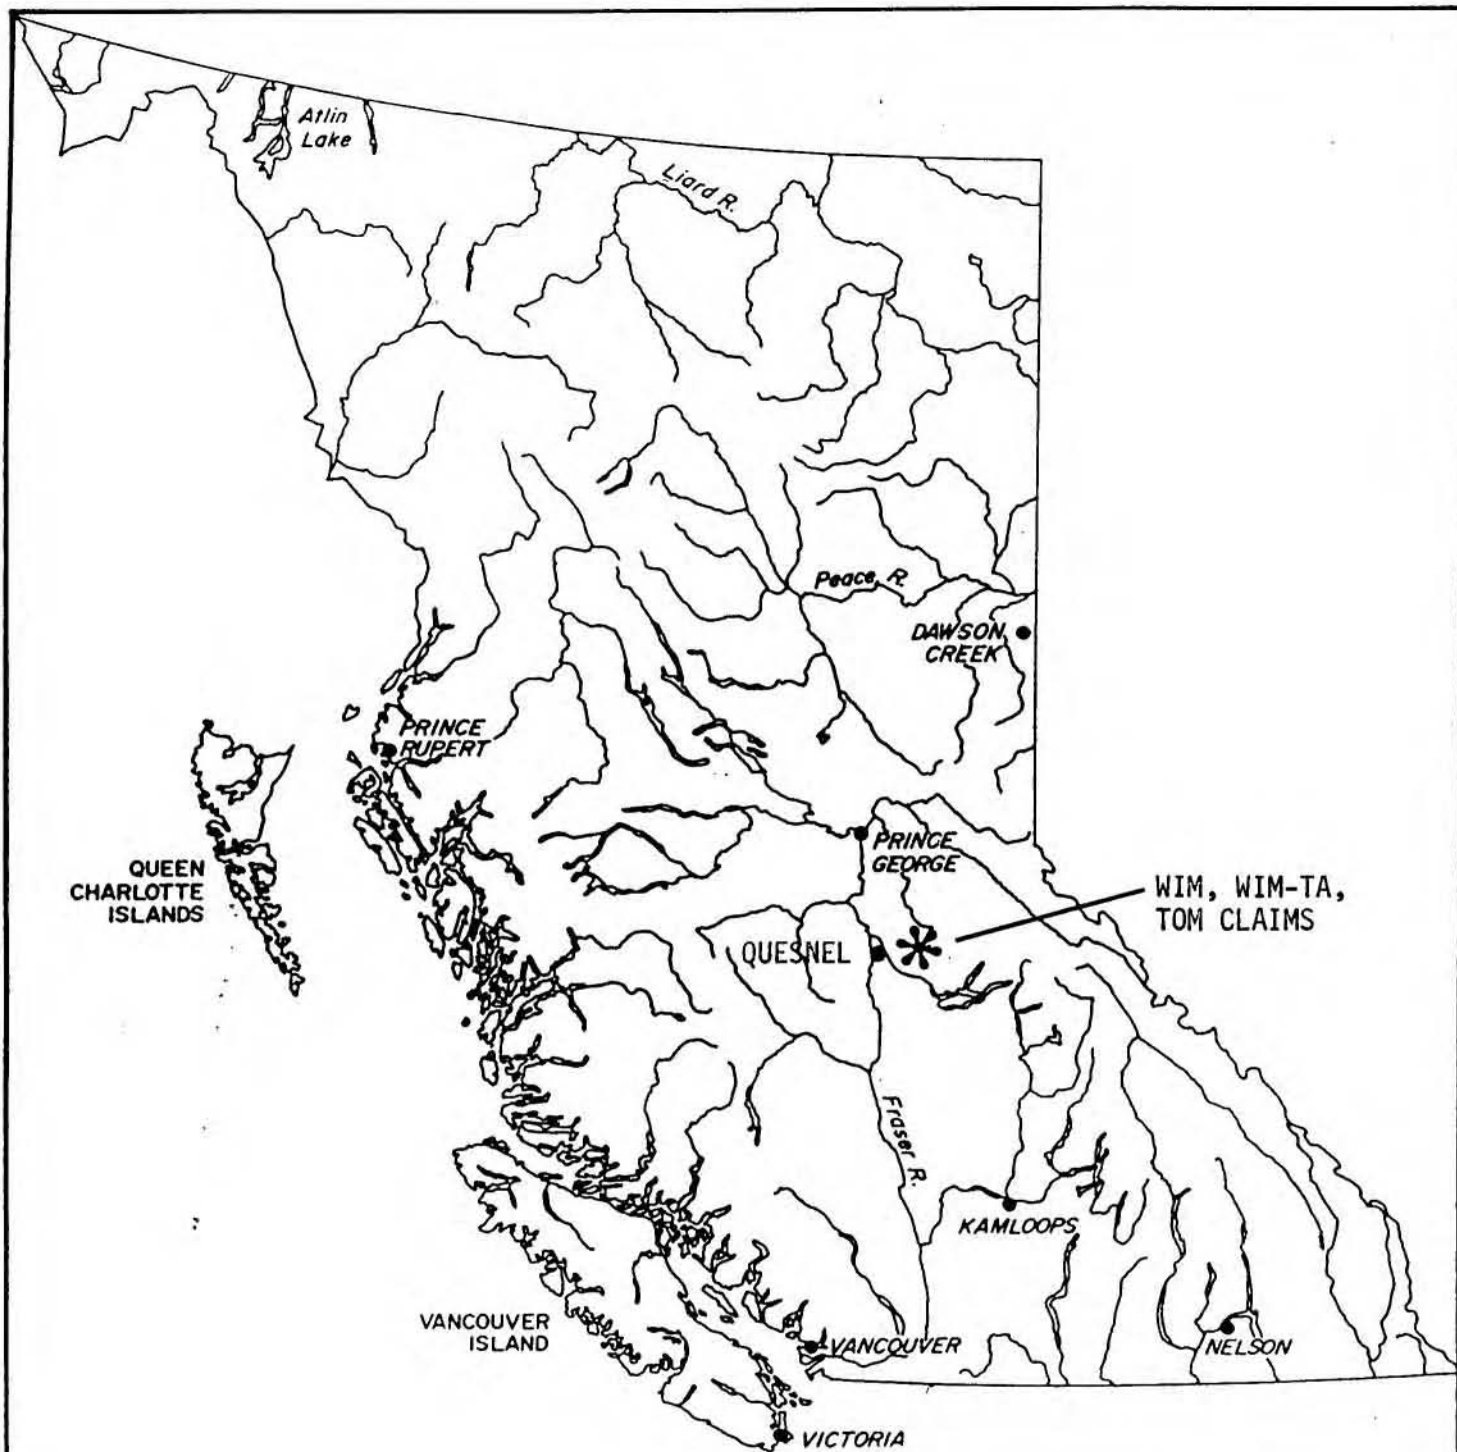 Atlin
Lake
Liard R.
Peace R.
DAWSON
CREEK
PRINCE
RUPERT
QUEEN
CHARLOTTE
ISLANDS
PRINCE
GEORGE
WIM, WIM-TA,
TOM CLAIMS
QUESNEL
Fraser R.
KAMLOOPS
VANCOUVER
ISLAND
VANCOUVER
NELSON
VICTORIA